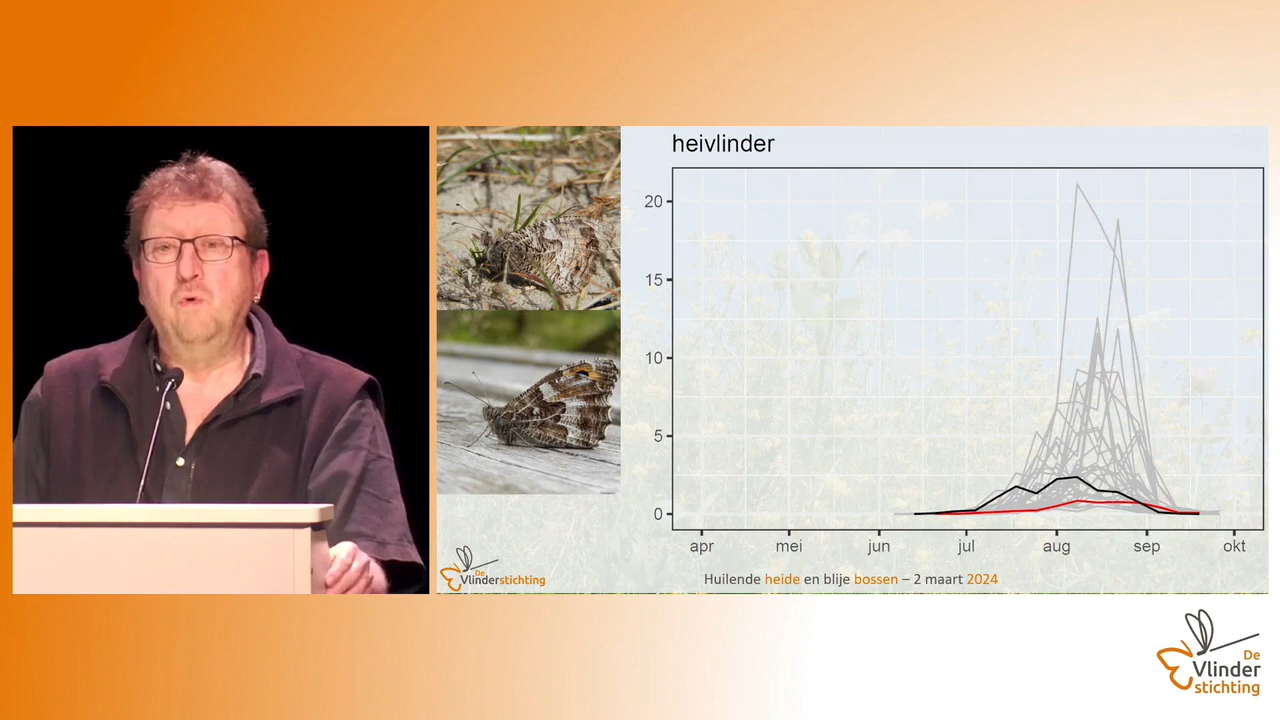 heivlinder
20
15
10
5
0
apr mei jun jul aug sep okt
De
Vlinderstichting
Huilende heide en blije bossen – 2 maart 2024
De
Vlinder
stichting